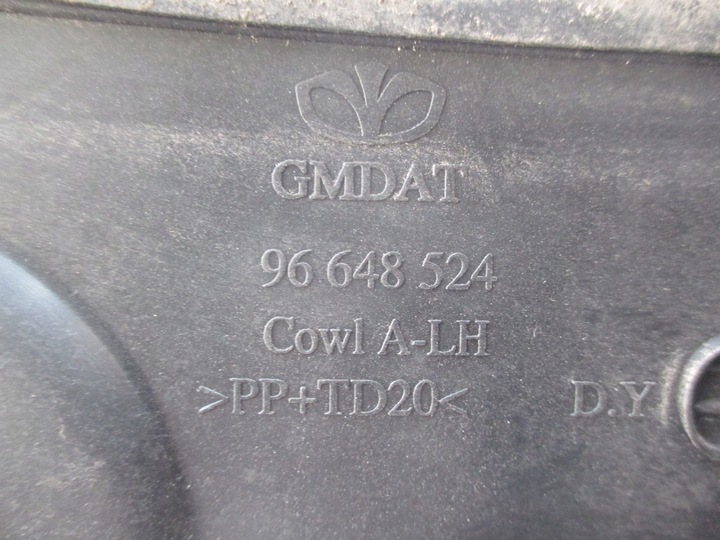 GMDAT
96 648 524
Cowl A-LH
>PP+TD20< D.Y